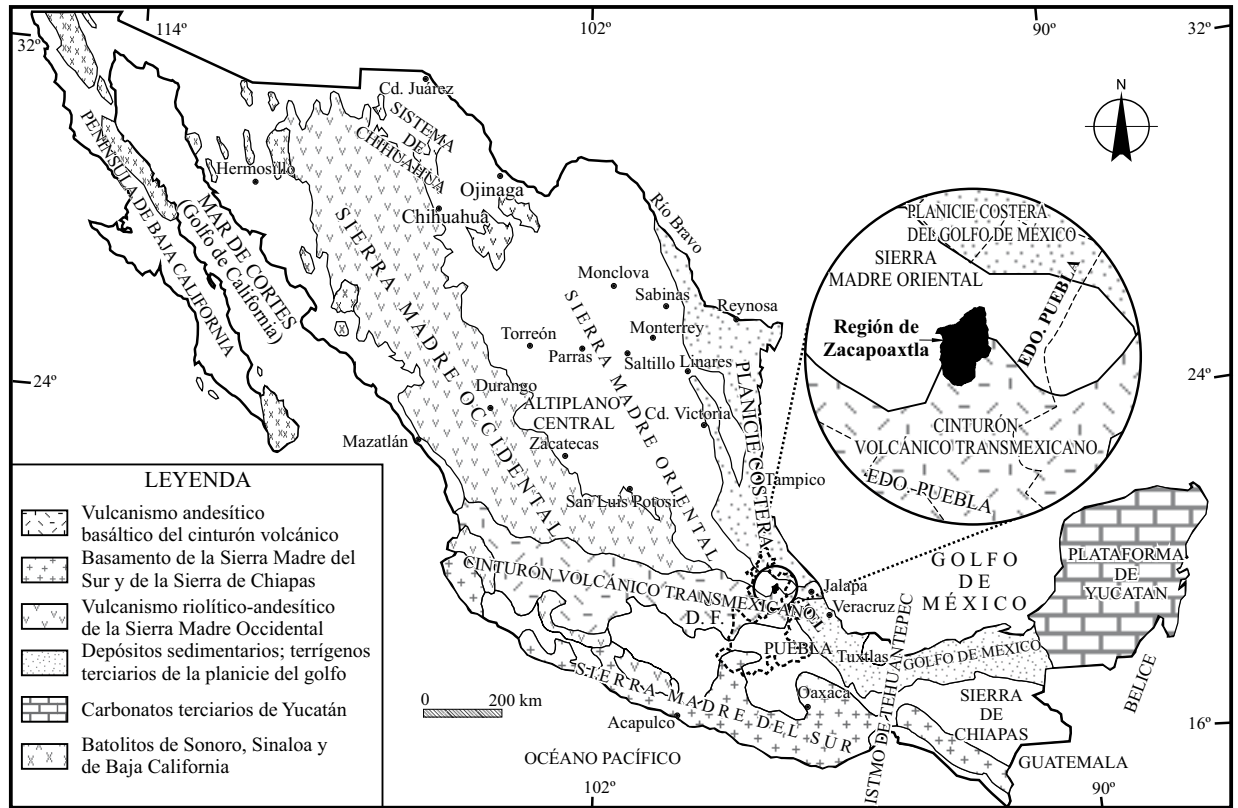 114º
102º
90º
32º
32º
Cd. Juárez
SISTEMA
DE
CHIHUAHUA
N
PENÍNSULA DE BAJA CALIFORNIA
Hermosillo
MAR DE CORTES
(Golfo de California)
Ojinaga
Chihuahua
SIERRA MADRE OCCIDENTAL
Río Bravo
PLANICIE COSTERA
DEL GOLFO DE MÉXICO
SIERRA
MADRE ORIENTAL
EDO. PUEBLA
Región de
Zacapoaxtla
CINTURÓN
VOLCÁNICO TRANSMEXICANO
EDO. PUEBLA
Monclova
Sabinas
Reynosa
Monterrey
Torreón
Parras
Saltillo
Linares
SIERRA MADRE ORIENTAL
PLANICIE COSTERA
24º
24º
Durango
ALTIPLANO
CENTRAL
Cd. Victoria
Mazatlán
Zacatecas
Tampico
San Luis Potosí
LEYENDA
Vulcanismo andesítico
basáltico del cinturón volcánico
Basamento de la Sierra Madre del
Sur y de la Sierra de Chiapas
Vulcanismo riolítico-andesítico
de la Sierra Madre Occidental
Depósitos sedimentarios; terrígenos
terciarios de la planicie del golfo
Carbonatos terciarios de Yucatán
Batolitos de Sonoro, Sinaloa y
de Baja California
CINTURÓN VOLCÁNICO TRANSMEXICANO
D. F.
Jalapa
Veracruz
GOLFO
DE
MÉXICO
PLATAFORMA
DE
YUCATAN
PUEBLA
Tuxtlas
GOLFO DE MÉXICO
ISTMO DE TEHUANTEPEC
BELICE
0
200 km
SIERRA MADRE DEL SUR
Oaxaca
Acapulco
SIERRA
DE
CHIAPAS
16º
GUATEMALA
OCÉANO PACÍFICO
102º
90º